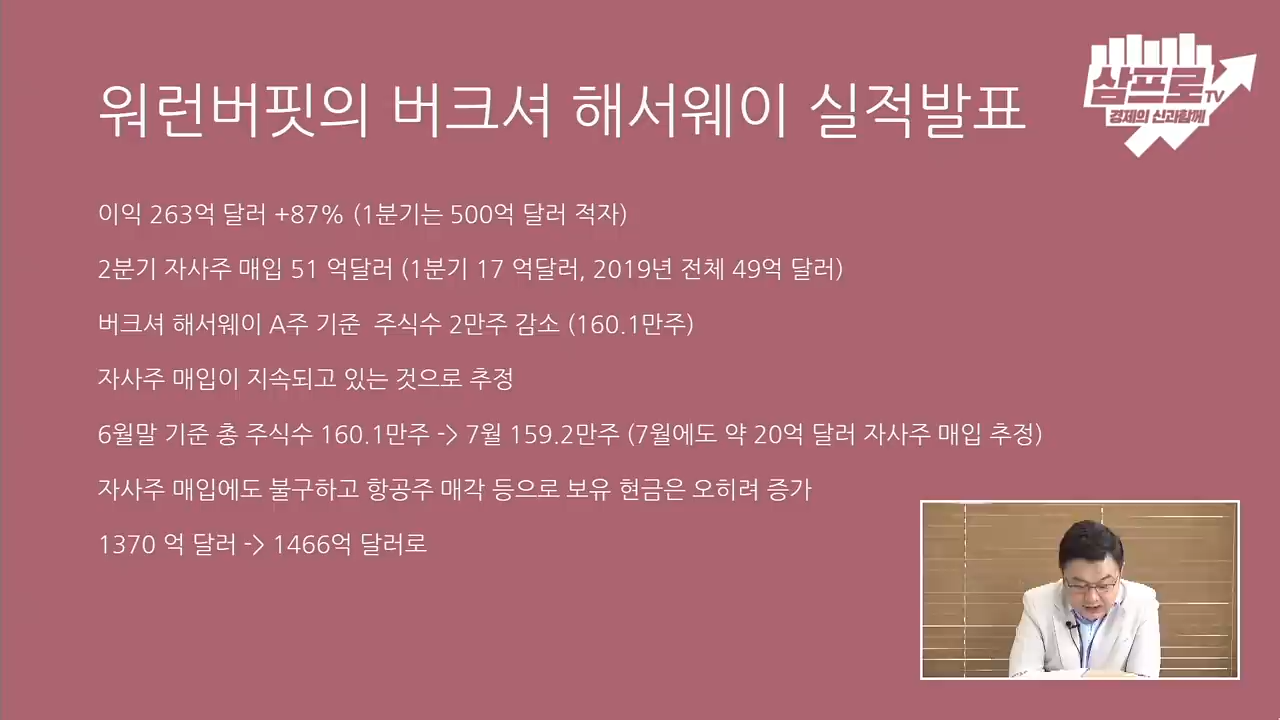 워런버핏의 버크셔 해서웨이 실적발표
삼프로TV
경제의 신과함께
이익 263억 달러 +87% (1분기는 500억 달러 적자)
2분기 자사주 매입 51 억달러 (1분기 17 억달러, 2019년 전체 49억 달러)
버크셔 해서웨이 A주 기준 주식수 2만주 감소 (160.1만주)
자사주 매입이 지속되고 있는 것으로 추정
6월말 기준 총 주식수 160.1만주 -> 7월 159.2만주 (7월에도 약 20억 달러 자사주 매입 추정)
자사주 매입에도 불구하고 항공주 매각 등으로 보유 현금은 오히려 증가
1370 억 달러 -> 1466억 달러로